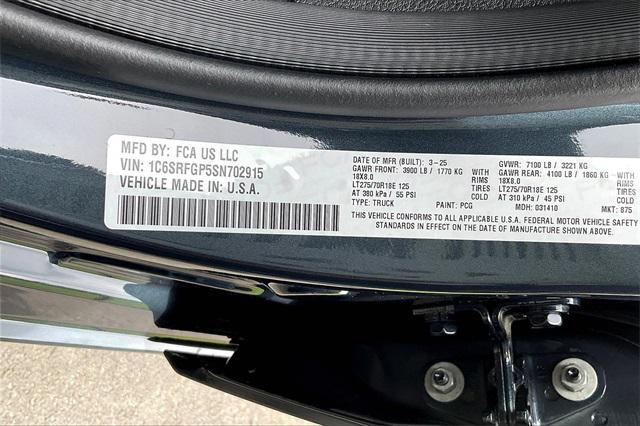 MFD BY: FCA US LLC
VIN: 1C6SRFGP5SN702915
VEHICLE MADE IN U.S.A.
DATE OF MFR (BUILT): 3-25 GVWR: 7100 LB / 3221 KG
GAWR FRONT: 3900 LB / 1770 KG WITH GAWR REAR: 4100 LB / 1860 KG WITH
18X8.0 RIMS 18X8.0 RIMS
LT275/70R18E 125 TIRES LT275/70R18E 125 TIRES
AT 380 kPa / 55 PSI COLD AT 310 kPa / 45 PSI COLD
TYPE: TRUCK PAINT: PCG MDH: 031410 MKT: 875
THIS VEHICLE CONFORMS TO ALL APPLICABLE U.S.A. FEDERAL MOTOR VEHICLE SAFETY
STANDARDS IN EFFECT ON THE DATE OF MANUFACTURE SHOWN ABOVE.